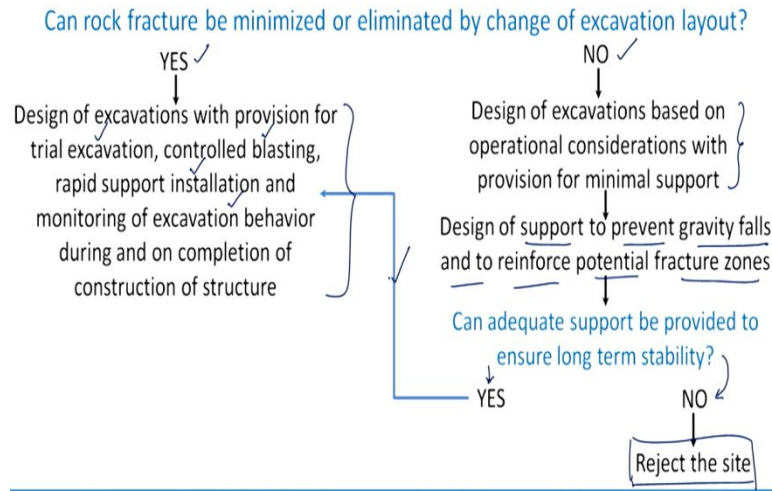 Can rock fracture be minimized or eliminated by change of excavation layout?
YES
Design of excavations with provision for
trial excavation, controlled blasting,
rapid support installation and
monitoring of excavation behavior
during and on completion of
construction of structure
NO
Design of excavations based on
operational considerations with
provision for minimal support
Design of support to prevent gravity falls
and to reinforce potential fracture zones
Can adequate support be provided to
ensure long term stability?
YES
NO
Reject the site